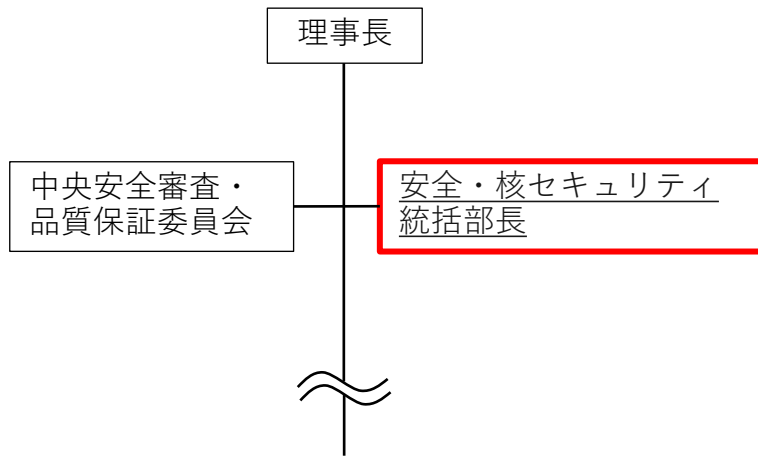 理事長
中央安全審査・
品質保証委員会
安全・核セキュリティ
統括部長